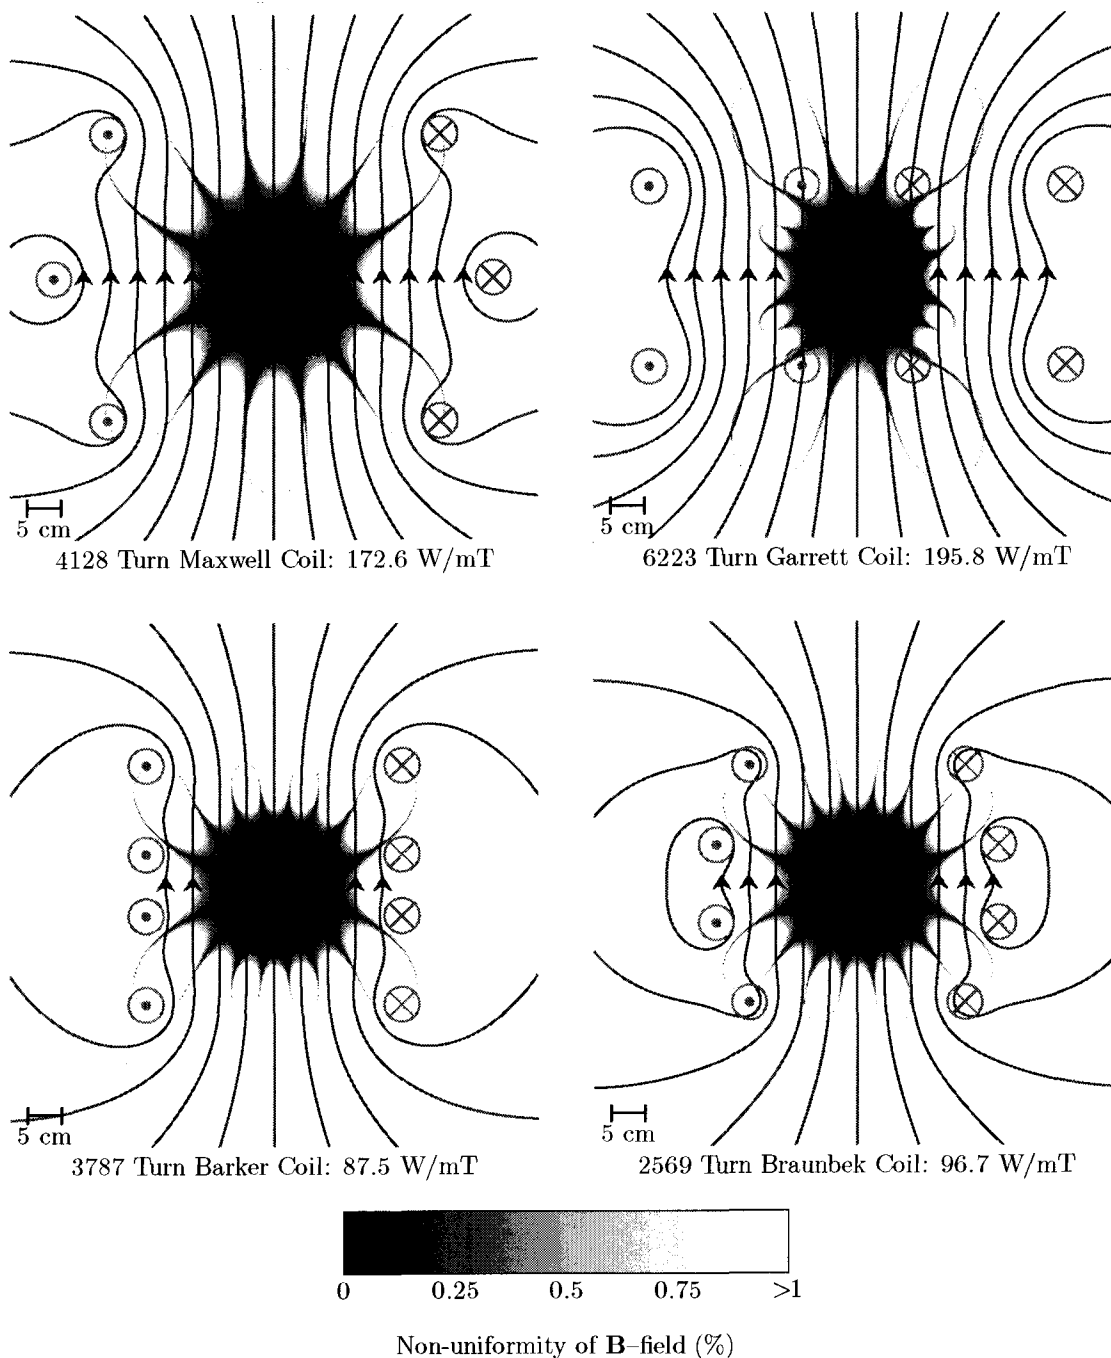 5 cm
4128 Turn Maxwell Coil: 172.6 W/mT
5 cm
6223 Turn Garrett Coil: 195.8 W/mT
5 cm
3787 Turn Barker Coil: 87.5 W/mT
5 cm
2569 Turn Braunbek Coil: 96.7 W/mT
0 0.25 0.5 0.75 >1
Non-uniformity of B–field (%)